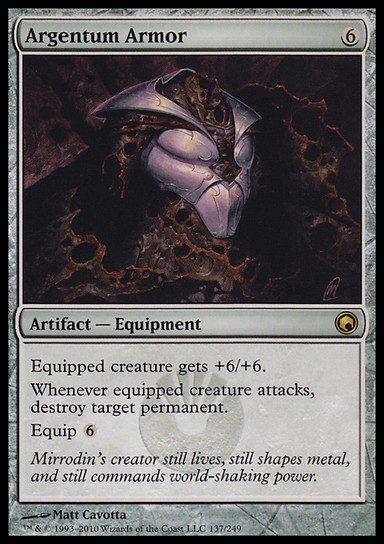 Argentum Armor 6
Artifact — Equipment
Equipped creature gets +6/+6.
Whenever equipped creature attacks,
destroy target permanent.
Equip 6
Mirrodin's creator still lives, still shapes metal,
and still commands world-shaking power.
Matt Cavotta
™ & © 1993–2010 Wizards of the Coast LLC 137/249